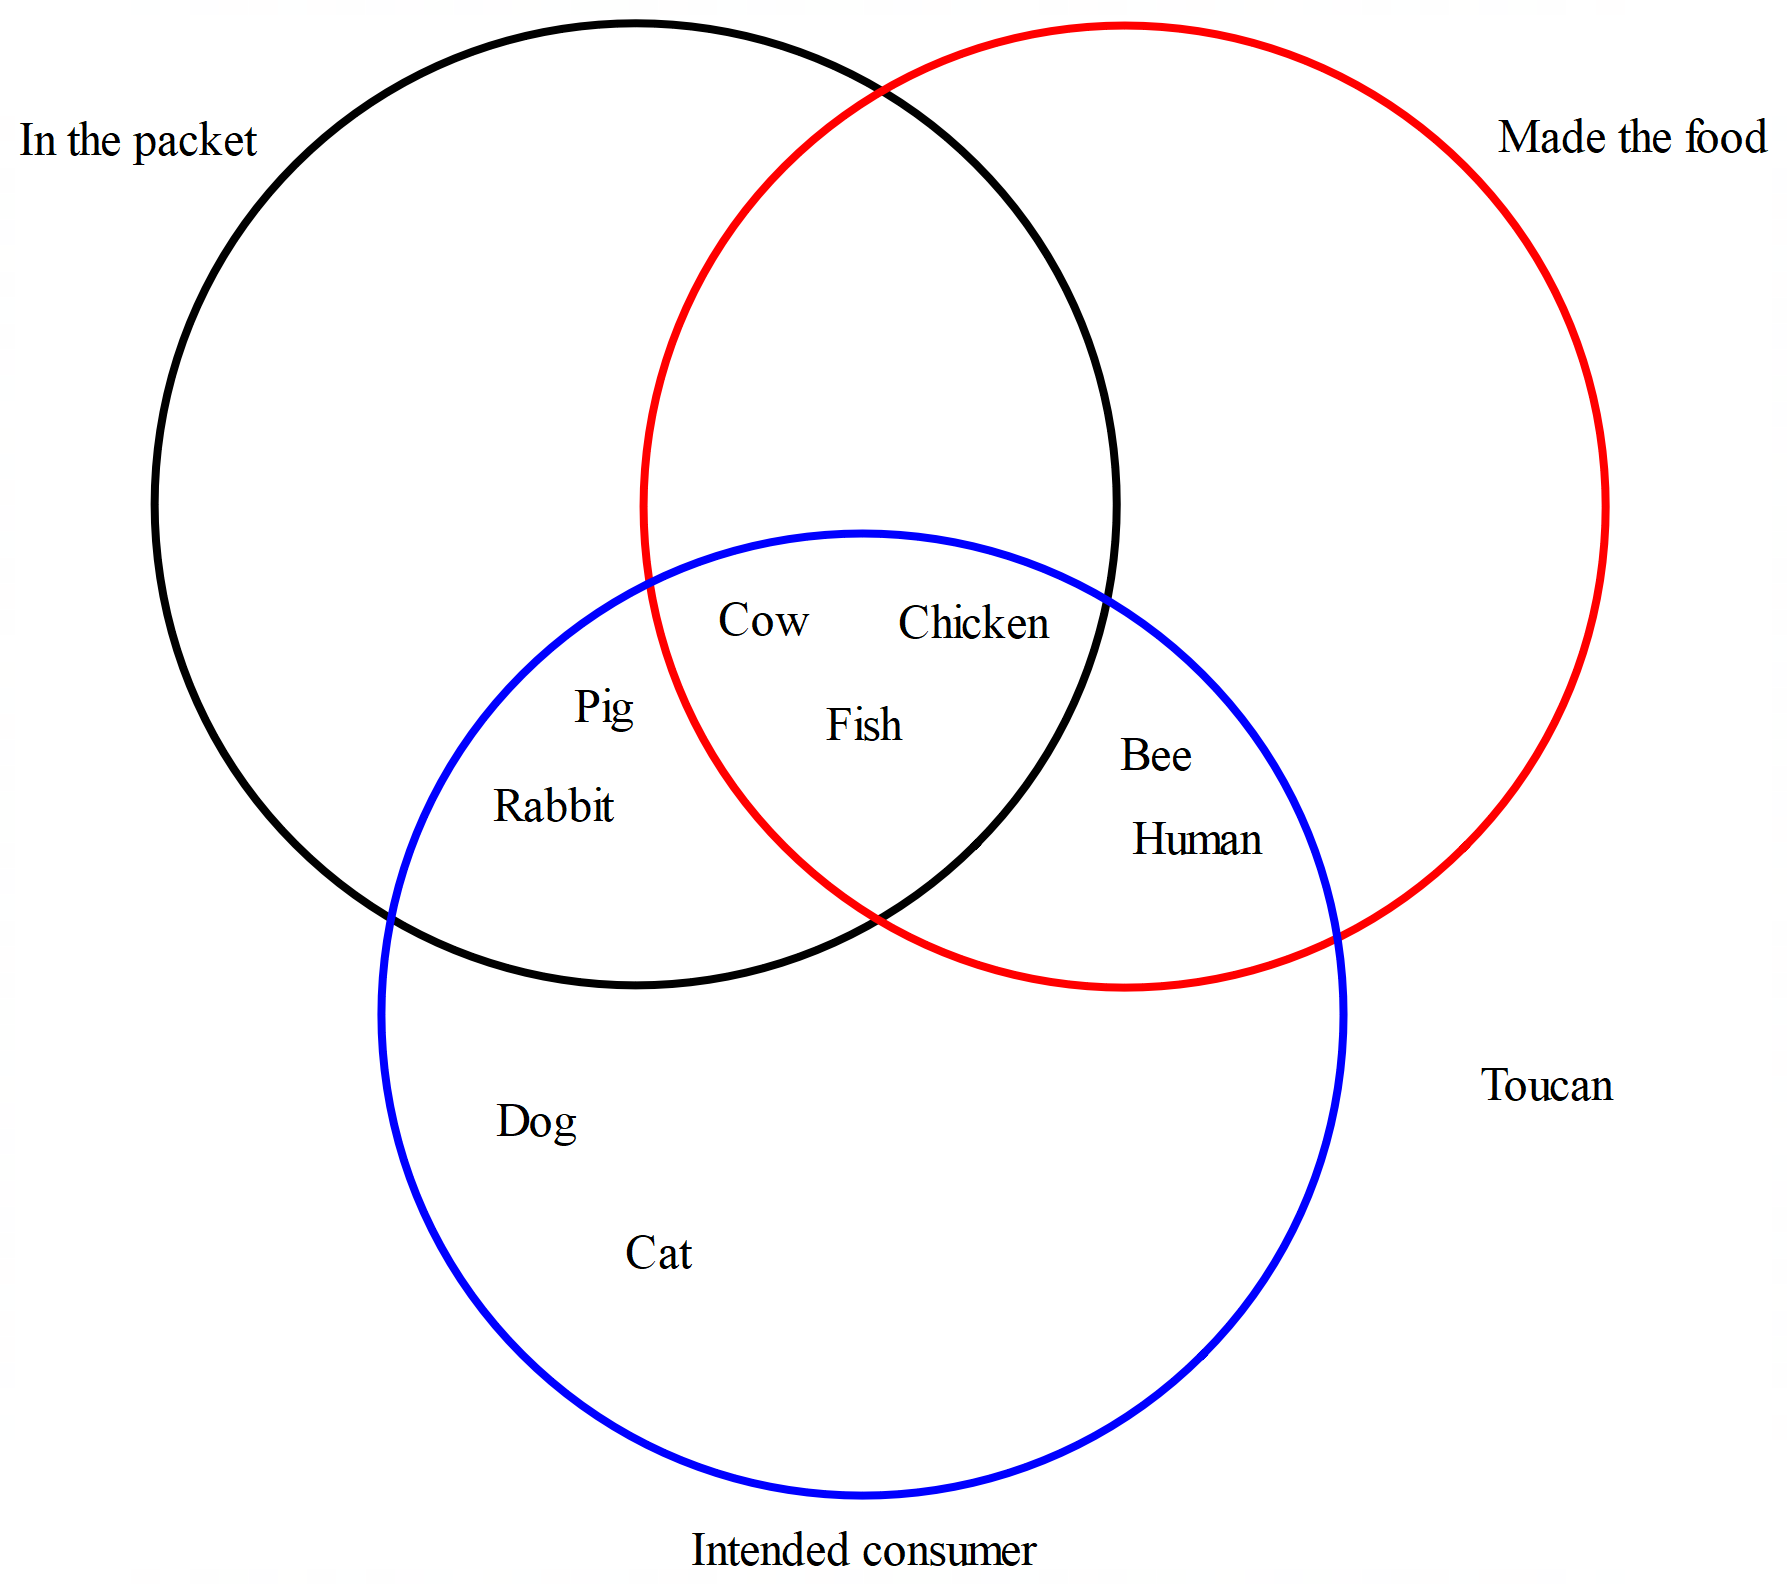 In the packet
Made the food
Cow
Chicken
Pig
Fish
Bee
Rabbit
Human
Toucan
Dog
Cat
Intended consumer